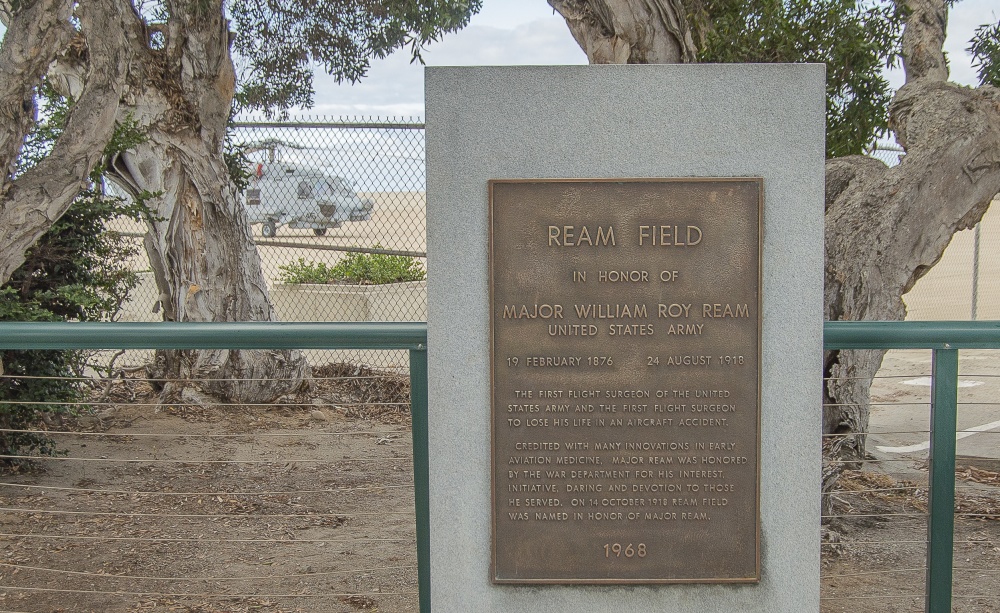 REAM FIELD
IN HONOR OF
MAJOR WILLIAM ROY REAM
UNITED STATES ARMY
19 FEBRUARY 1876 24 AUGUST 1918
THE FIRST FLIGHT SURGEON OF THE UNITED
STATES ARMY AND THE FIRST FLIGHT SURGEON
TO LOSE HIS LIFE IN AN AIRCRAFT ACCIDENT.
CREDITED WITH MANY INNOVATIONS IN EARLY
AVIATION MEDICINE, MAJOR REAM WAS HONORED
BY THE WAR DEPARTMENT FOR HIS INTEREST,
INITIATIVE, DARING AND DEVOTION TO THOSE
HE SERVED. ON 14 OCTOBER 1918 REAM FIELD
WAS NAMED IN HONOR OF MAJOR REAM.
1968